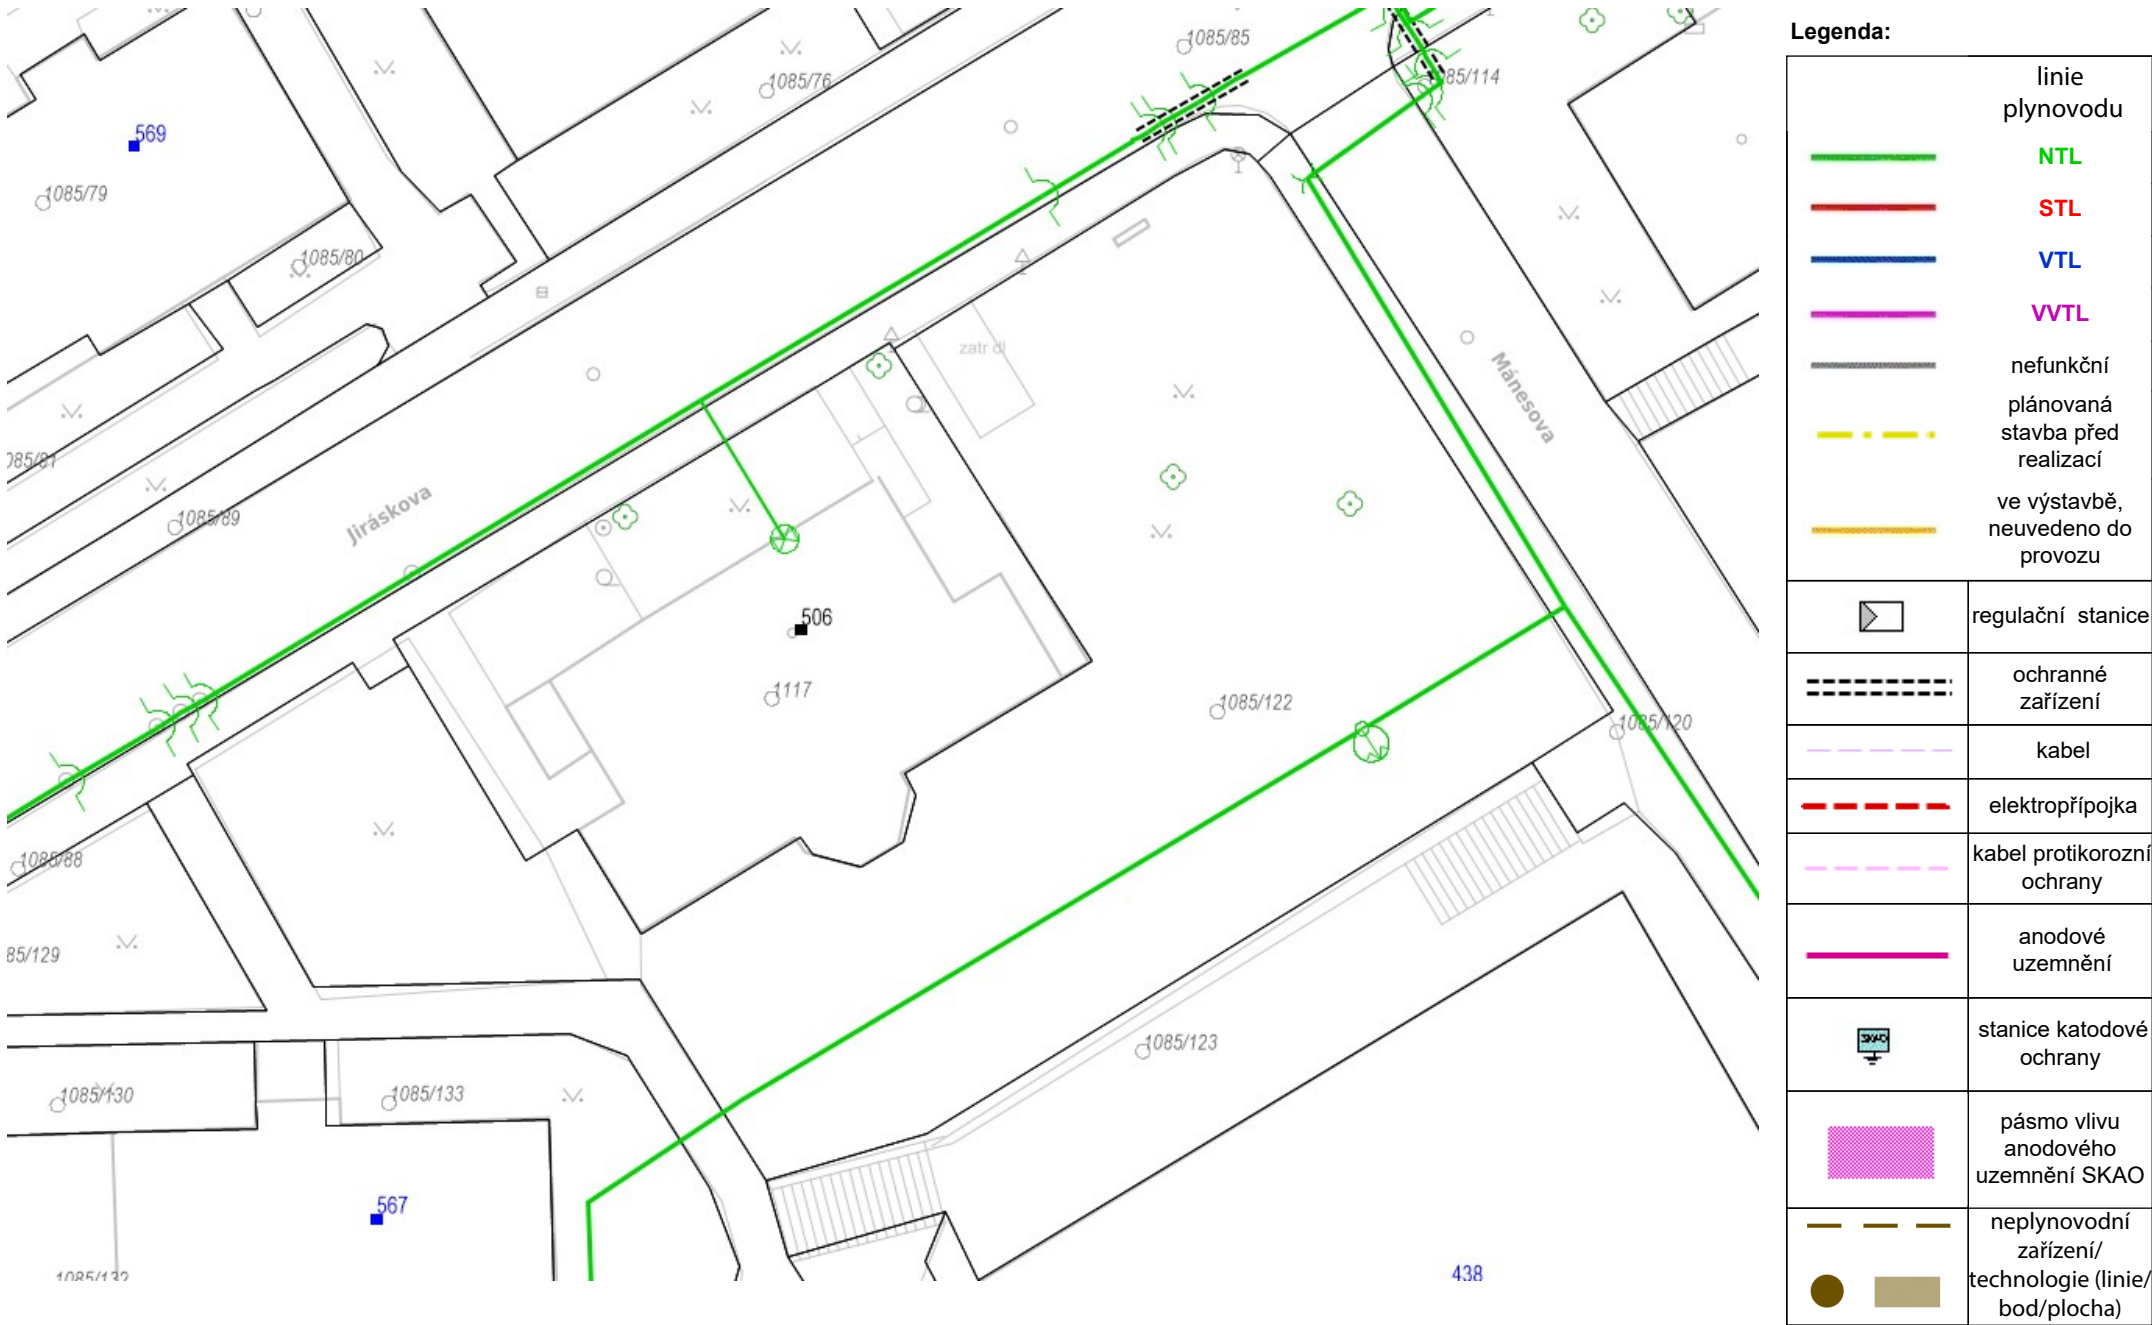 1085/85
1085/76
85/114
569
1085/79
1085/80
zatr dl
Mánesova
085/81
Jiráskova
1085/89
506
1117
1085/122
1085/120
1085/88
85/129
1085/123
1085/130
1085/133
567
1085/132
438
Legenda:
linie
plynovodu
NTL
STL
VTL
VVTL
nefunkční
plánovaná
stavba před
realizací
ve výstavbě,
neuvedeno do
provozu
regulační stanice
ochranné
zařízení
kabel
elektropřípojka
kabel protikorozní
ochrany
anodové
uzemnění
SKAO
stanice katodové
ochrany
pásmo vlivu
anodového
uzemnění SKAO
neplynovodní
zařízení/
technologie (linie/
bod/plocha)